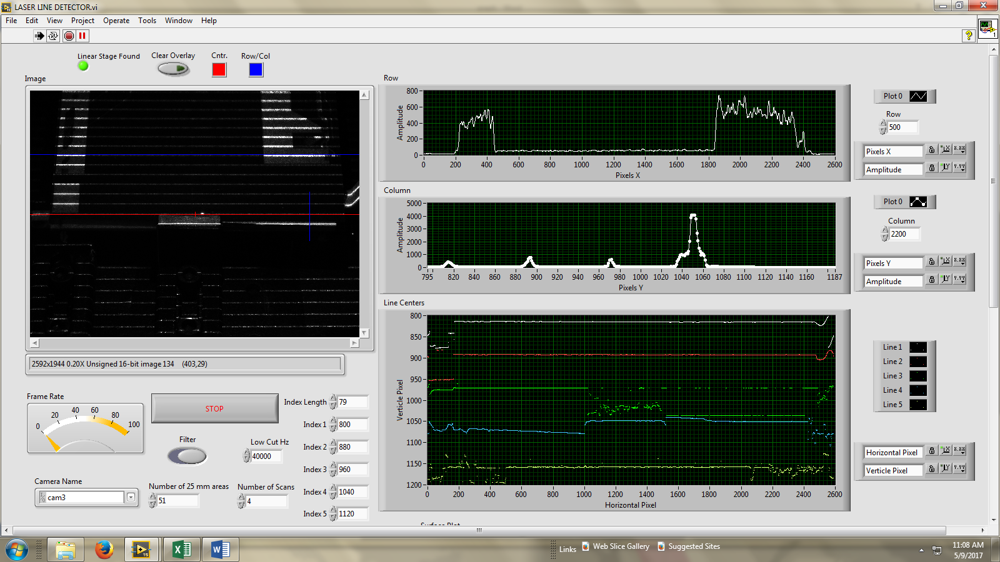 LASER LINE DETECTOR.vi
File Edit View Project Operate Tools Window Help
Linear Stage Found
Clear Overlay
Cntr.
Row/Col
Image
2592x1944 0.20X Unsigned 16-bit image 134 (403,29)
Frame Rate
0 20 40 60 80 100
STOP
Filter
Low Cut Hz
40000
Camera Name
cam3
Number of 25 mm areas
51
Number of Scans
4
Index Length 79
Index 1 800
Index 2 880
Index 3 960
Index 4 1040
Index 5 1120
Row
Amplitude
800
600
400
200
0
0 200 400 600 800 1000 1200 1400 1600 1800 2000 2200 2400 2600
Pixels X
Plot 0
Row
500
Pixels X
Amplitude
Column
Amplitude
5000
4000
3000
2000
1000
0
795 820 840 860 880 900 920 940 960 980 1000 1020 1040 1060 1080 1100 1120 1140 1160 1187
Pixels Y
Plot 0
Column
2200
Pixels Y
Amplitude
Line Centers
Verticle Pixel
800
850
900
950
1000
1050
1100
1150
1200
0 200 400 600 800 1000 1200 1400 1600 1800 2000 2200 2400 2600
Horizontal Pixel
Line 1
Line 2
Line 3
Line 4
Line 5
Horizontal Pixel
Verticle Pixel
Surface Plot
Links Web Slice Gallery Suggested Sites
11:08 AM
5/9/2017